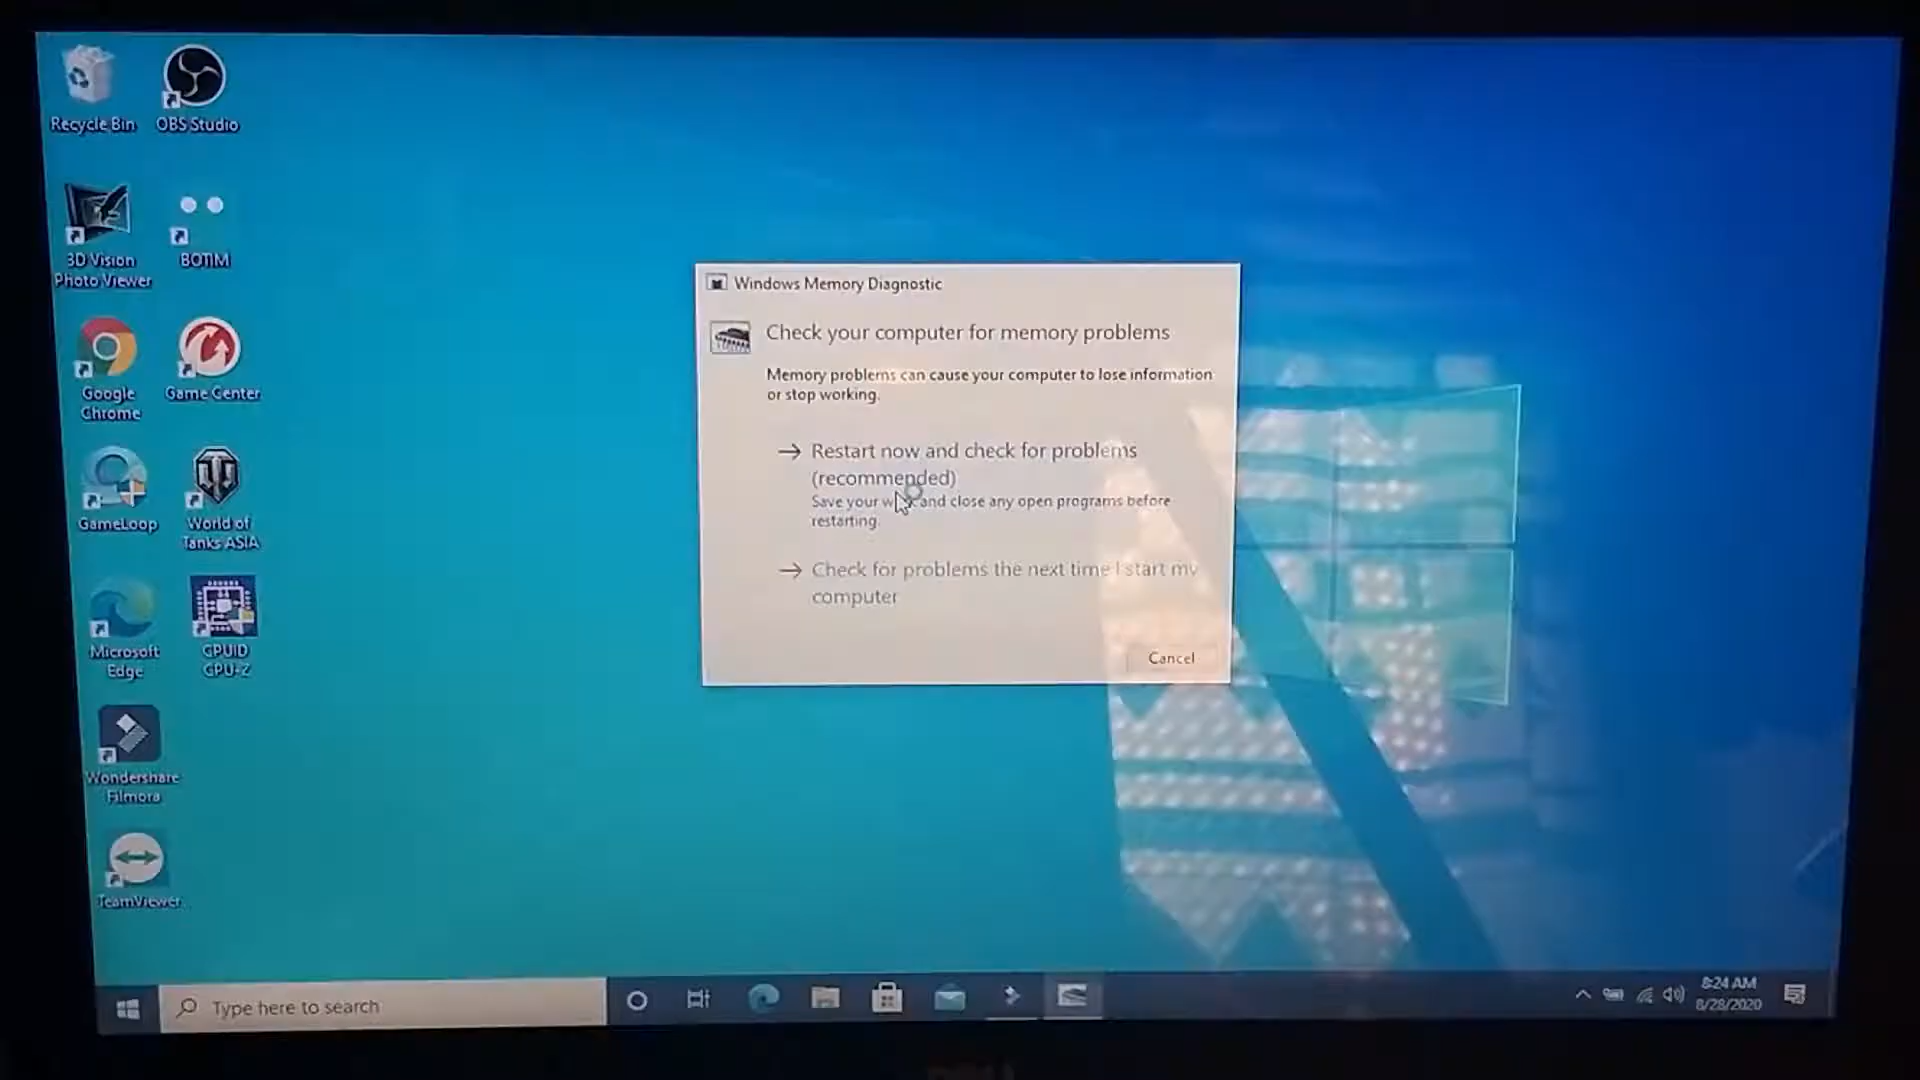 Recycle Bin
OBS Studio
3D Vision
Photo Viewer
BOTIM
Google
Chrome
Game Center
GameLoop
World of
Tanks ASIA
Microsoft
Edge
CPUID
CPU-Z
Wondershare
Filmora
TeamViewer
Windows Memory Diagnostic
Check your computer for memory problems
Memory problems can cause your computer to lose information
or stop working.
Restart now and check for problems
(recommended)
Save your work and close any open programs before
restarting.
Check for problems the next time I start my
computer
Cancel
Type here to search
8:24 AM
8/28/2020